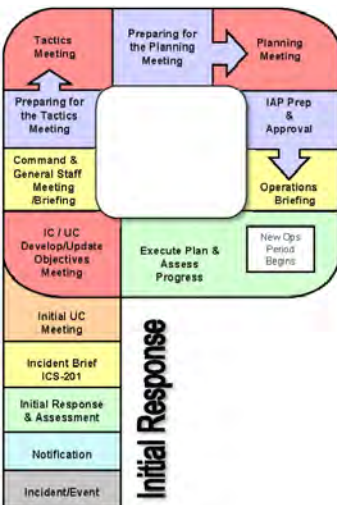 Tactics
Meeting
Preparing for
the Planning
Meeting
Planning
Meeting
Preparing for
the Tactics
Meeting
IAP Prep
&
Approval
Command &
General Staff
Meeting
/Briefing
Operations
Briefing
IC / UC
Develop/Update
Objectives
Meeting
Execute Plan &
Assess
Progress
New Ops
Period
Begins
Initial UC
Meeting
Incident Brief
ICS-201
Initial Response
& Assessment
Notification
Incident/Event
Initial Response